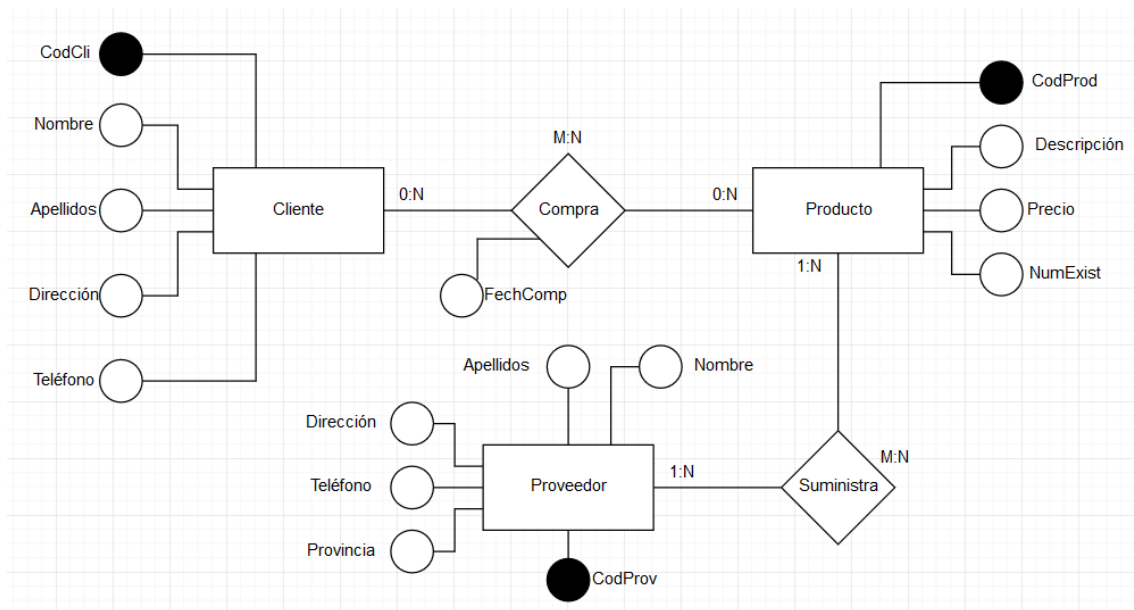 CodCli
CodProd
Nombre
M:N
Descripción
Apellidos
Cliente
0:N
Compra
0:N
Producto
Precio
1:N
NumExist
Dirección
FechComp
Teléfono
Apellidos
Nombre
Dirección
M:N
1:N
Teléfono
Proveedor
Suministra
Provincia
CodProv